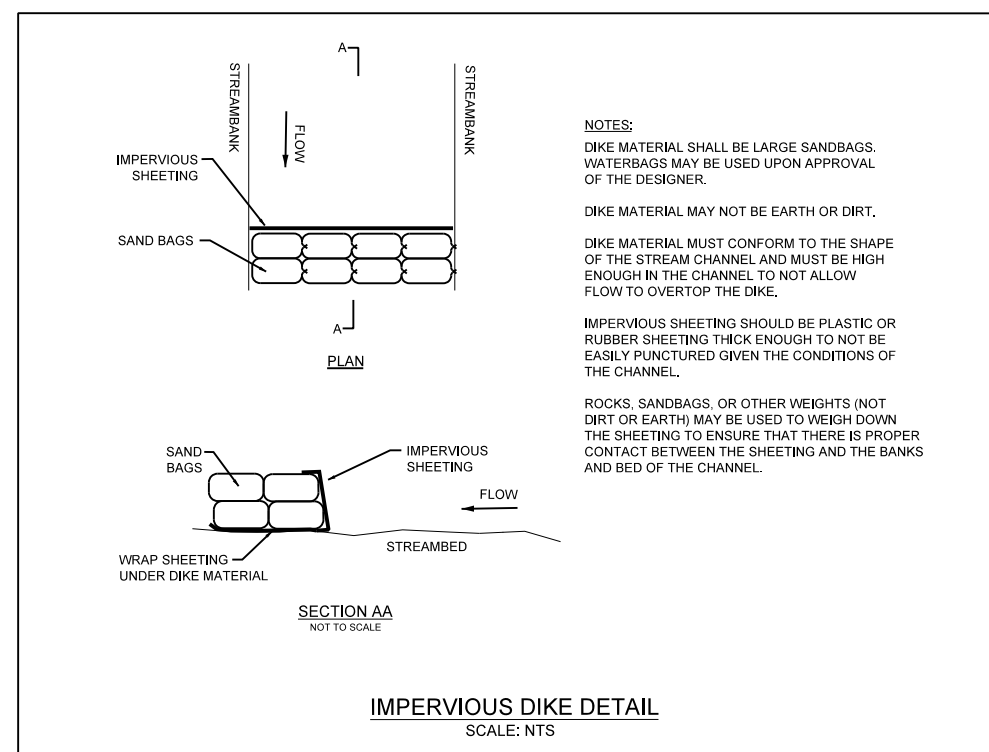 A
STREAMBANK
STREAMBANK
FLOW
IMPERVIOUS
SHEETING
SAND BAGS
A
PLAN
NOTES:
DIKE MATERIAL SHALL BE LARGE SANDBAGS.
WATERBAGS MAY BE USED UPON APPROVAL
OF THE DESIGNER.
DIKE MATERIAL MAY NOT BE EARTH OR DIRT.
DIKE MATERIAL MUST CONFORM TO THE SHAPE
OF THE STREAM CHANNEL AND MUST BE HIGH
ENOUGH IN THE CHANNEL TO NOT ALLOW
FLOW TO OVERTOP THE DIKE.
IMPERVIOUS SHEETING SHOULD BE PLASTIC OR
RUBBER SHEETING THICK ENOUGH TO NOT BE
EASILY PUNCTURED GIVEN THE CONDITIONS OF
THE CHANNEL.
ROCKS, SANDBAGS, OR OTHER WEIGHTS (NOT
DIRT OR EARTH) MAY BE USED TO WEIGH DOWN
THE SHEETING TO ENSURE THAT THERE IS PROPER
CONTACT BETWEEN THE SHEETING AND THE BANKS
AND BED OF THE CHANNEL.
SAND
BAGS
IMPERVIOUS
SHEETING
FLOW
STREAMBED
WRAP SHEETING
UNDER DIKE MATERIAL
SECTION AA
NOT TO SCALE
IMPERVIOUS DIKE DETAIL
SCALE: NTS